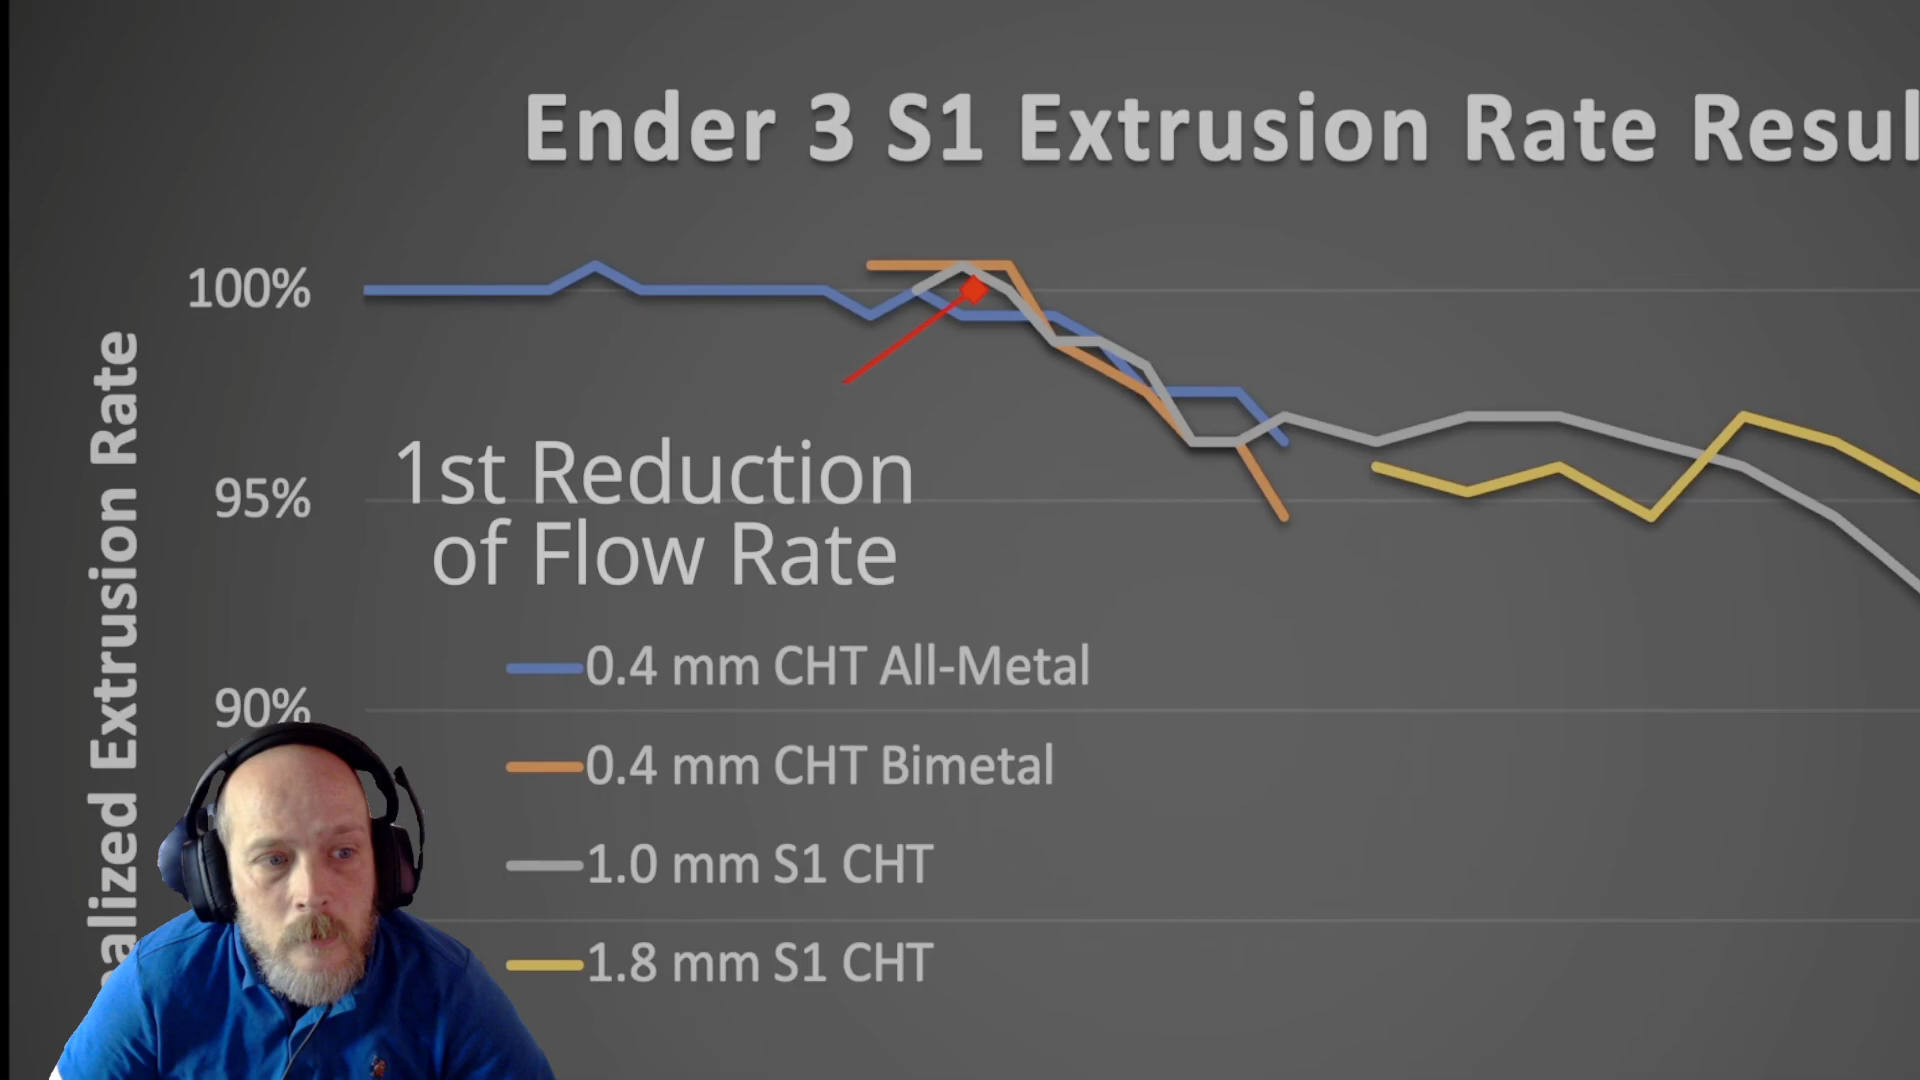 Ender 3 S1 Extrusion Rate Resul
100%
95%
90%
alized Extrusion Rate
1st Reduction
of Flow Rate
0.4 mm CHT All-Metal
0.4 mm CHT Bimetal
1.0 mm S1 CHT
1.8 mm S1 CHT